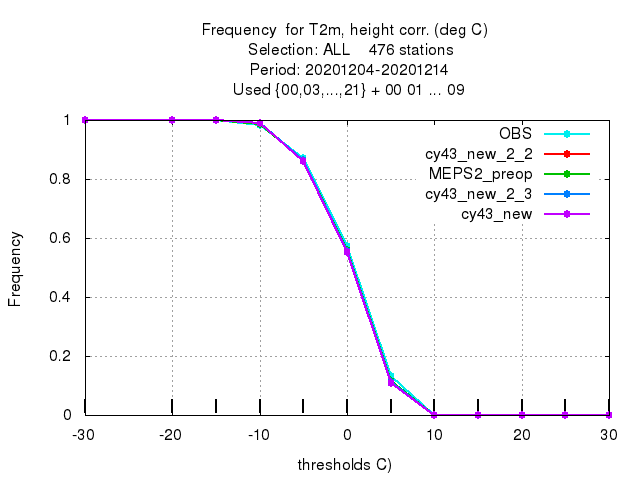 Frequency  for T2m, height corr. (deg C)
Selection: ALL    476 stations
Period: 20201204-20201214
Used {00,03,...,21} + 00 01 ... 09
OBS
cy43_new_2_2
MEPS2_preop
cy43_new_2_3
cy43_new
1
0.8
0.6
0.4
0.2
0
Frequency
-30 -20 -10 0 10 20 30
thresholds C)